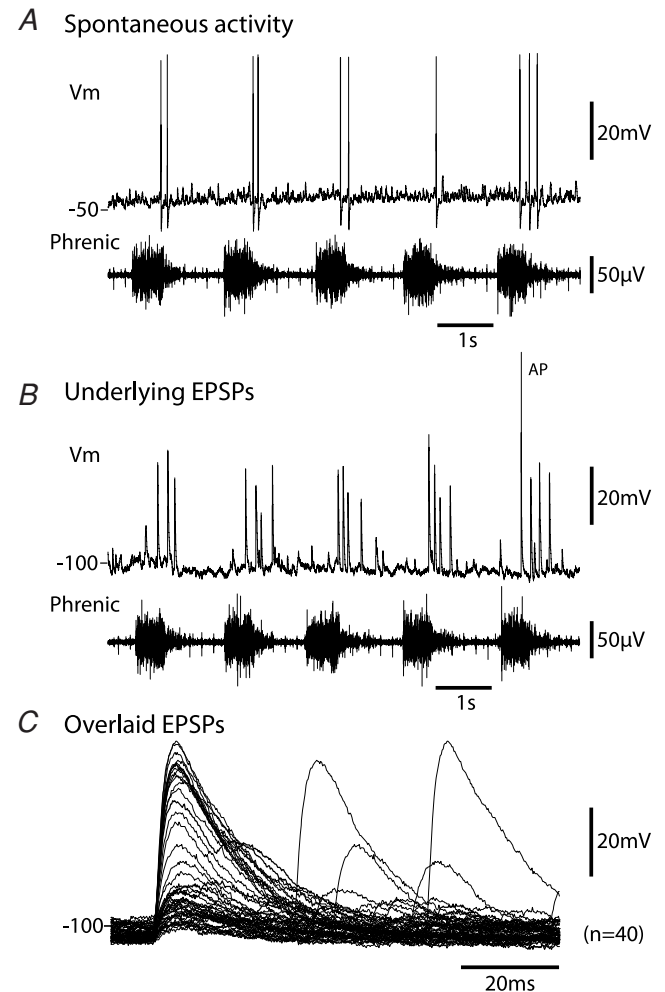 A Spontaneous activity
Vm
20mV
-50
Phrenic
50µV
1s
AP
B Underlying EPSPs
Vm
20mV
-100
Phrenic
50µV
1s
C Overlaid EPSPs
20mV
-100
(n=40)
20ms